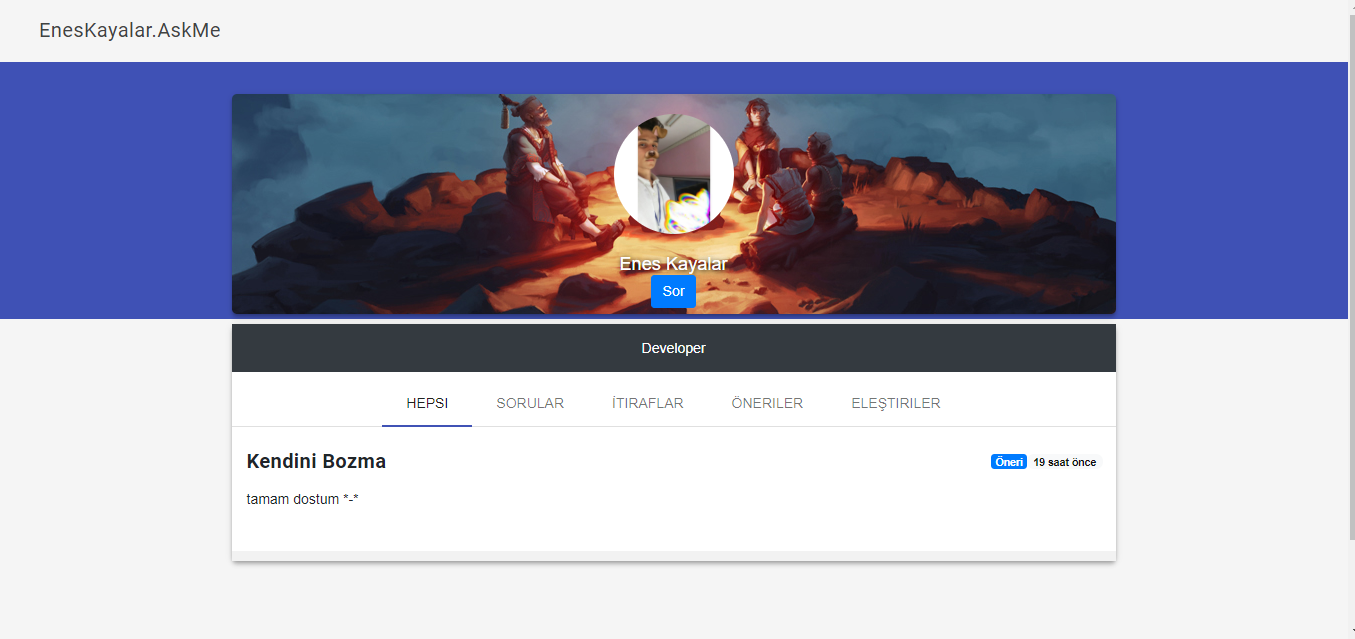 EnesKayalar.AskMe
Enes Kayalar
Sor
Developer
HEPSI
SORULAR
İTIRAFLAR
ÖNERILER
ELEŞTIRILER
Kendini Bozma
Öneri 19 saat önce
tamam dostum *-*